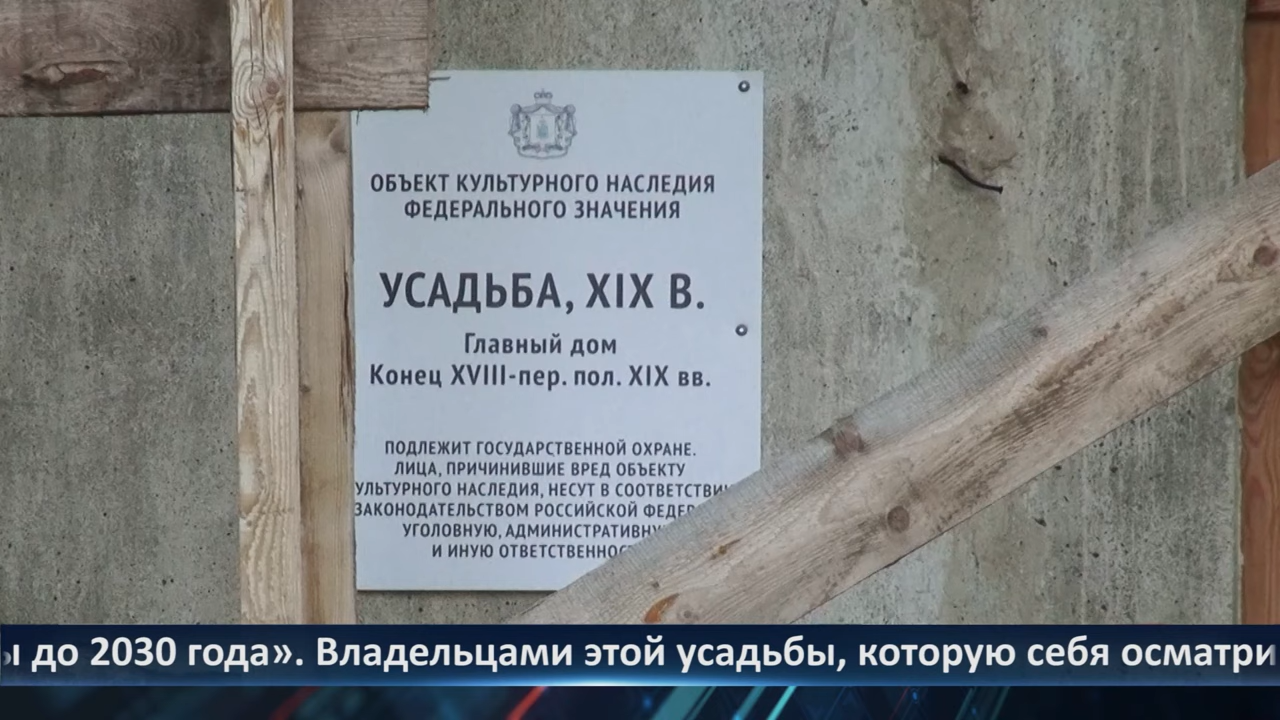 ОБЪЕКТ КУЛЬТУРНОГО НАСЛЕДИЯ
ФЕДЕРАЛЬНОГО ЗНАЧЕНИЯ
УСАДЬБА, XIX В.
Главный дом
Конец XVIII-пер. пол. XIX вв.
ПОДЛЕЖИТ ГОСУДАРСТВЕННОЙ ОХРАНЕ.
ЛИЦА, ПРИЧИНИВШИЕ ВРЕД ОБЪЕКТУ
УЛЬТУРНОГО НАСЛЕДИЯ, НЕСУТ В СООТВЕТСТВИ
ЗАКОНОДАТЕЛЬСТВОМ РОССИЙСКОЙ ФЕДЕР
УГОЛОВНУЮ, АДМИНИСТРАТИВНУ
И ИНУЮ ОТВЕТСТВЕННОС
ы до 2030 года». Владельцами этой усадьбы, которую себя осматри